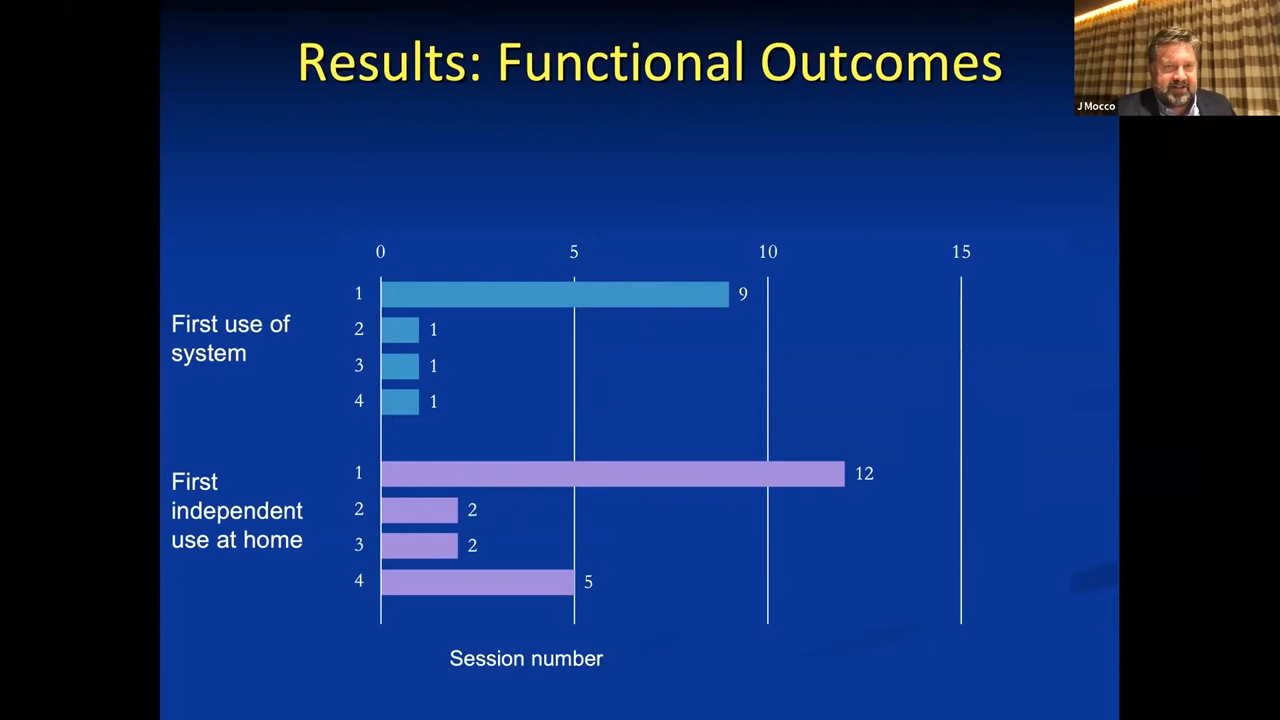 Results: Functional Outcomes
J Mocco
0 5 10 15
First use of
system
1 9
2 1
3 1
4 1
First
independent
use at home
1 12
2 2
3 2
4 5
Session number